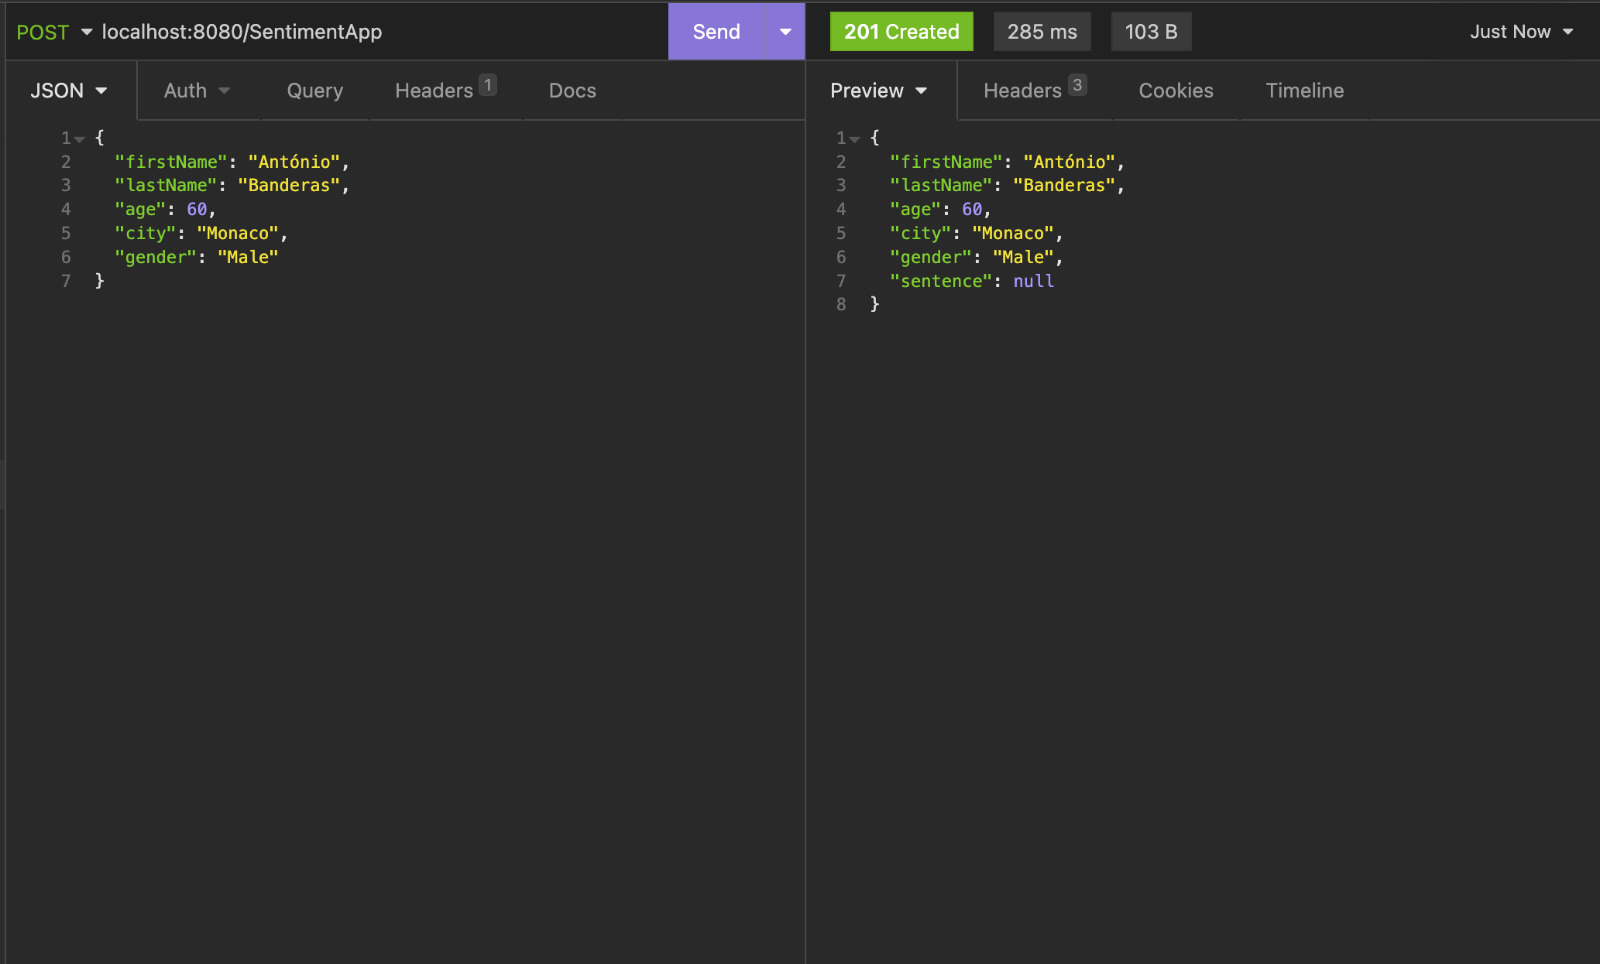 POST localhost:8080/SentimentApp Send 201 Created 285 ms 103 B Just Now
JSON Auth Query Headers 1 Docs
1 {
2 "firstName": "António",
3 "lastName": "Banderas",
4 "age": 60,
5 "city": "Monaco",
6 "gender": "Male"
7 }
Preview Headers 3 Cookies Timeline
1 {
2 "firstName": "António",
3 "lastName": "Banderas",
4 "age": 60,
5 "city": "Monaco",
6 "gender": "Male",
7 "sentence": null
8 }